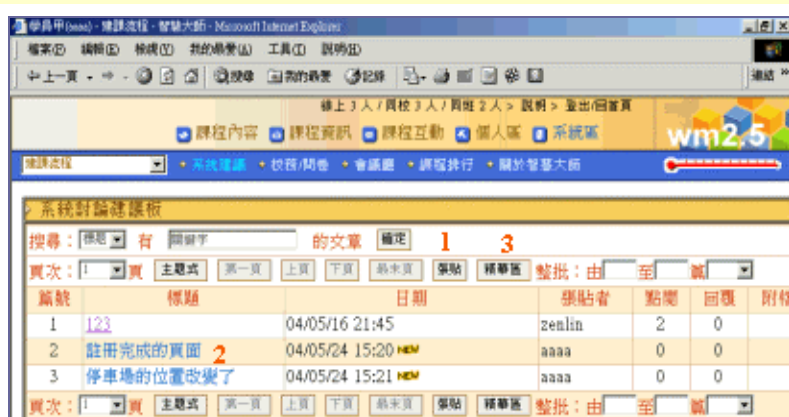 學員甲(aaaa) - 建課流程 - 智慧大師 - Microsoft Internet Explorer
檔案(F) 編輯(E) 檢視(V) 我的最愛(A) 工具(T) 說明(H)
上一頁 搜尋 我的最愛 記錄 連結
線上 3 人 / 同校 3 人 / 同班 2 人 > 說明 > 登出/回首頁
課程內容 課程資訊 課程互動 個人區 系統區 wm2.5
建課流程 系統建議 校務/問卷 會議廳 課程排行 關於智慧大師
系統討論建議板
搜尋： 標題 有 關鍵字 的文章 確定 1 3
頁次： 1 頁 主題式 第一頁 上頁 下頁 最末頁 張貼 精華區 整批：由 至 篇
篇號 標題 日期 張貼者 點閱 回覆 附檔
1 123 04/05/16 21:45 zenlin 2 0
2 註冊完成的頁面 2 04/05/24 15:20 NEW aaaa 0 0
3 停車場的位置改變了 04/05/24 15:21 NEW aaaa 0 0
頁次： 1 頁 主題式 第一頁 上頁 下頁 最末頁 張貼 精華區 整批：由 至 篇